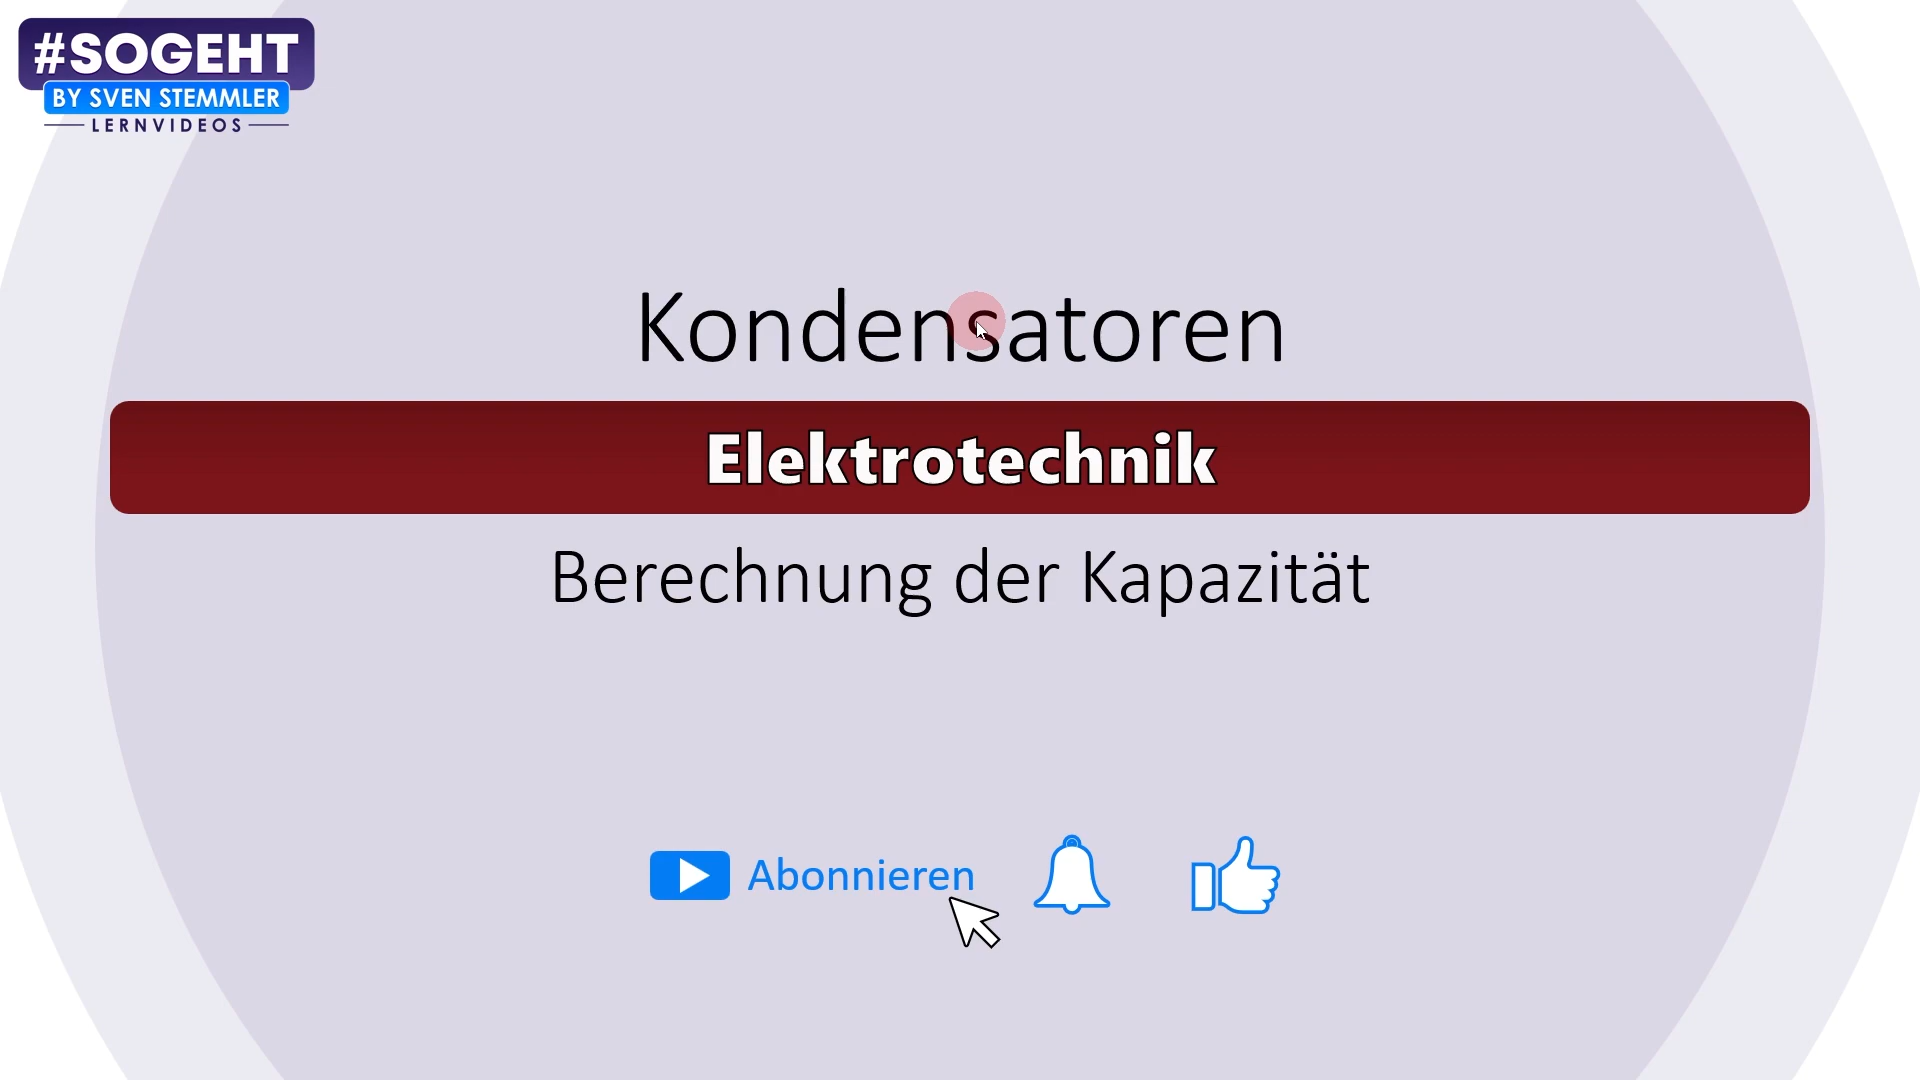 #SOGEHT
BY SVEN STEMMLER
LERNVIDEOS
Kondensatoren
Elektrotechnik
Berechnung der Kapazität
Abonnieren